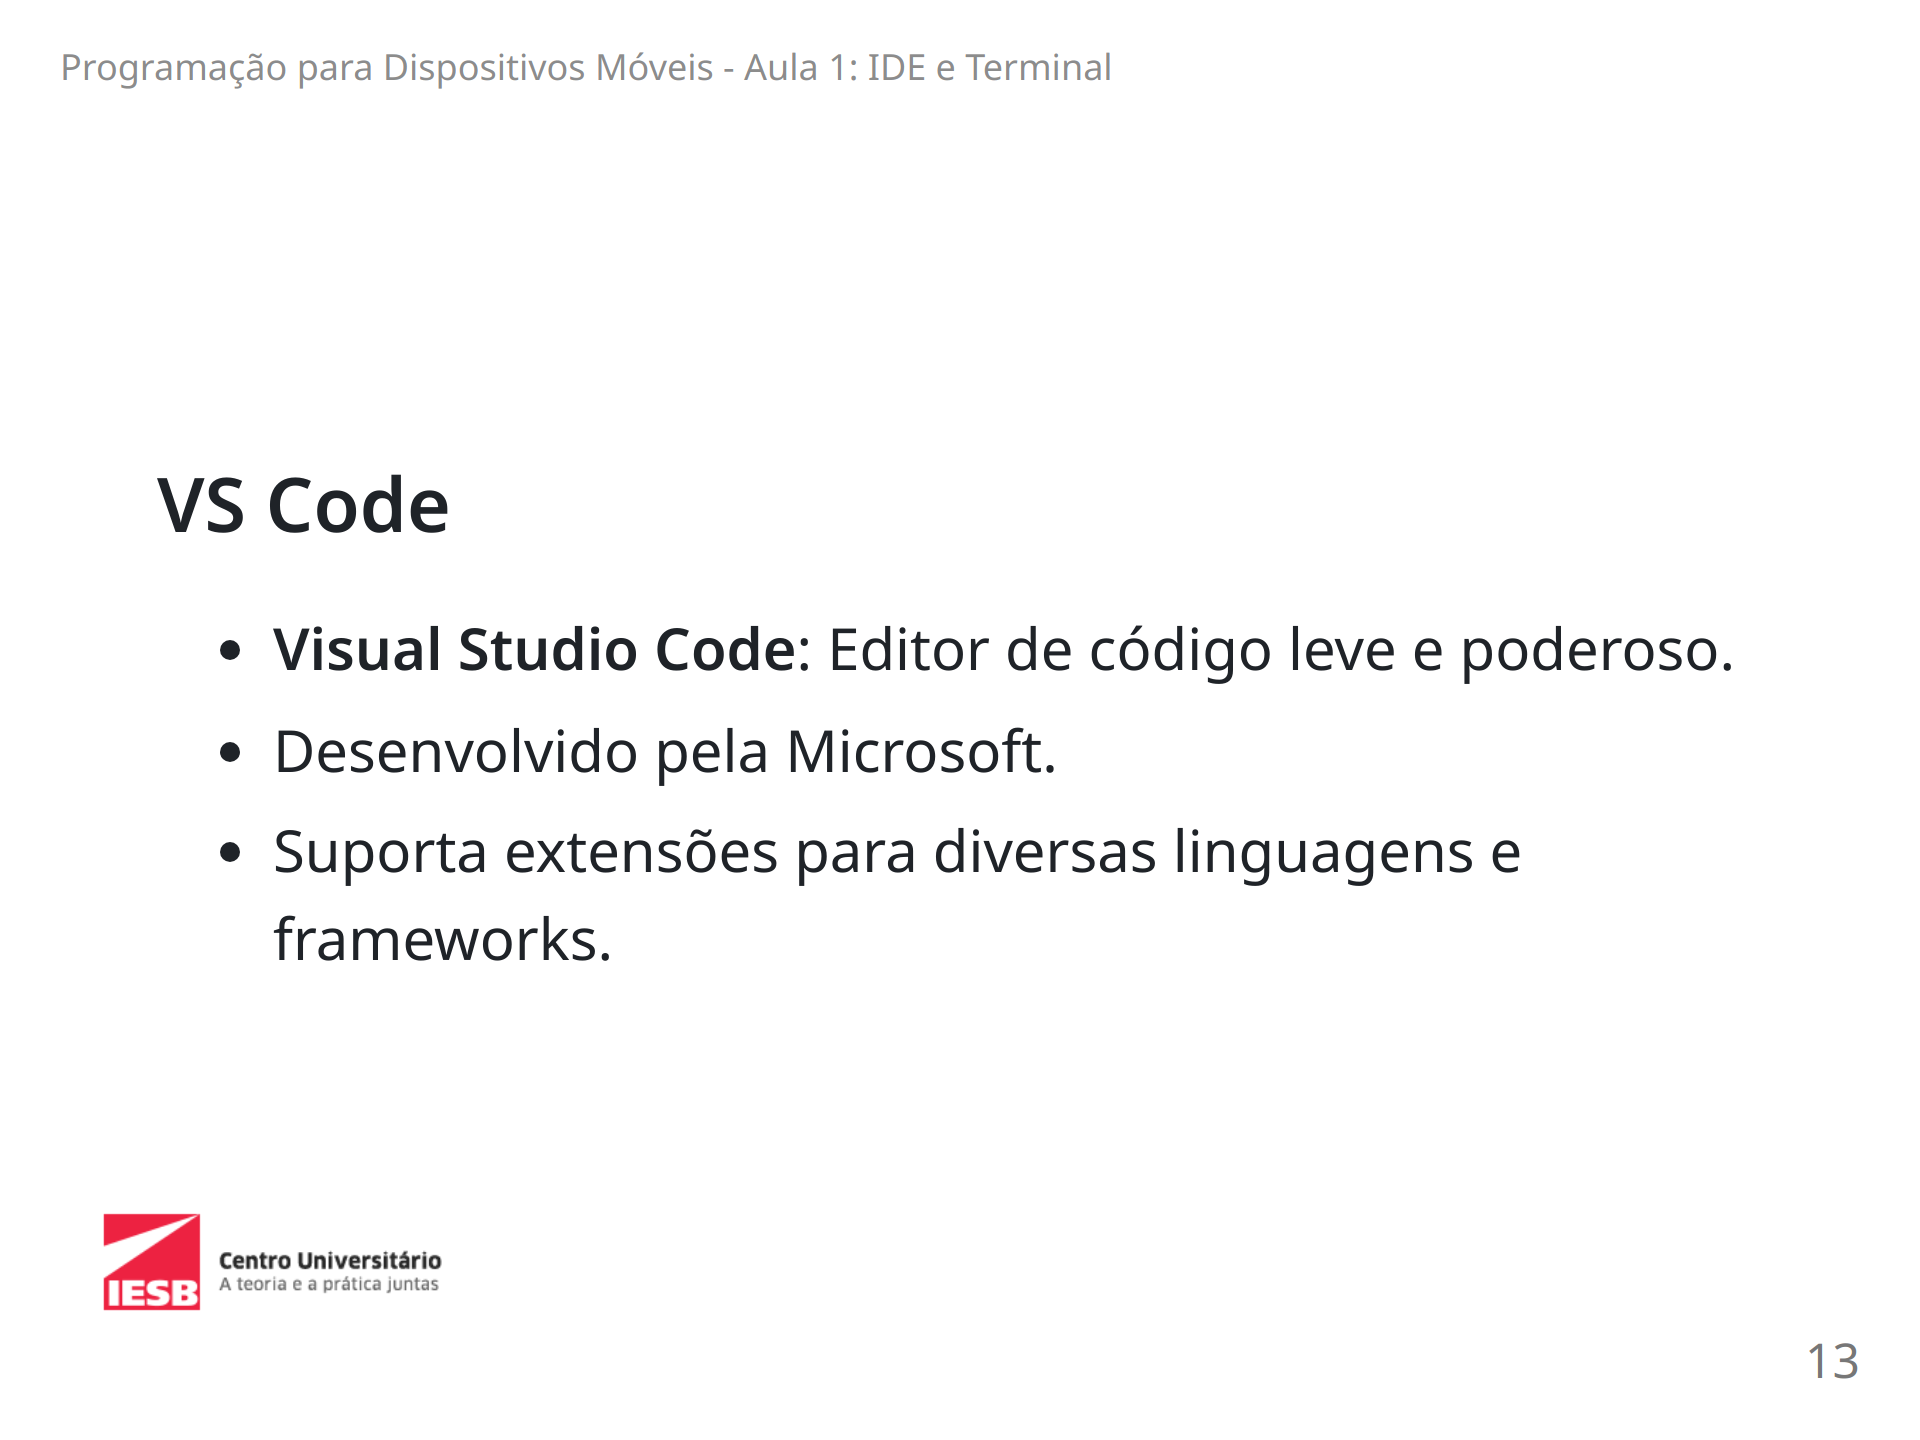 Programação para Dispositivos Móveis - Aula 1: IDE e Terminal
VS Code
• Visual Studio Code: Editor de código leve e poderoso.
• Desenvolvido pela Microsoft.
• Suporta extensões para diversas linguagens e
frameworks.
IESB
Centro Universitário
A teoria e a prática juntas
13